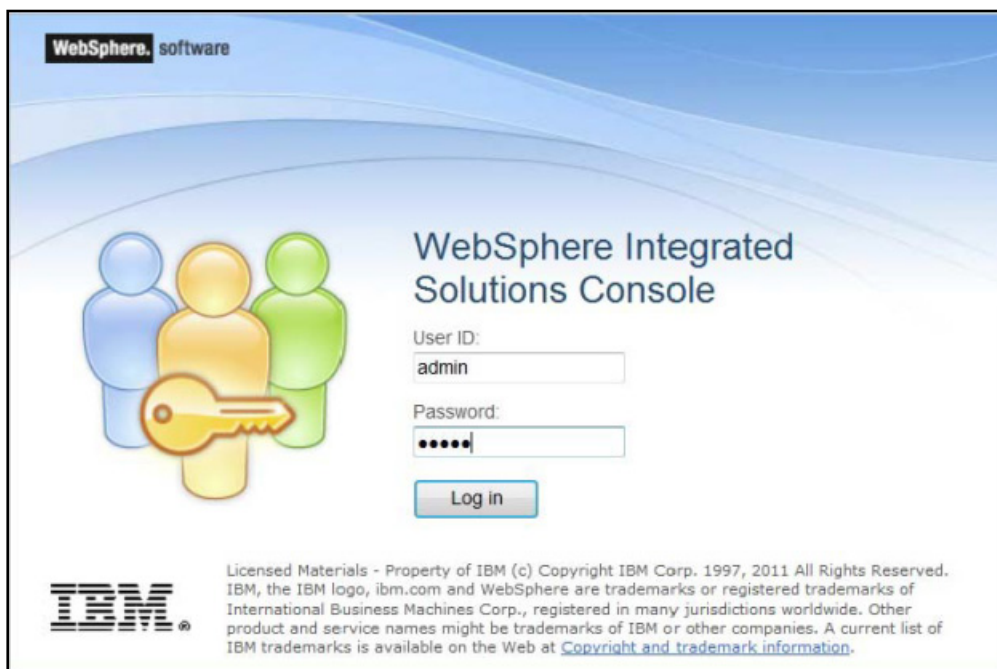 WebSphere. software
WebSphere Integrated
Solutions Console
User ID:
admin
Password:
•••••
Log in
Licensed Materials - Property of IBM (c) Copyright IBM Corp. 1997, 2011 All Rights Reserved.
IBM, the IBM logo, ibm.com and WebSphere are trademarks or registered trademarks of
International Business Machines Corp., registered in many jurisdictions worldwide. Other
product and service names might be trademarks of IBM or other companies. A current list of
IBM trademarks is available on the Web at Copyright and trademark information.
IBM®